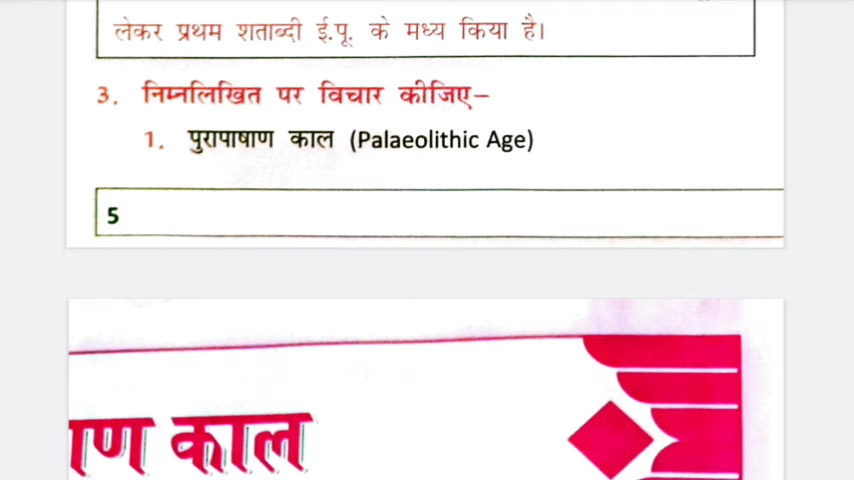 लेकर प्रथम शताब्दी ई.पू. के मध्य किया है।
3. निम्नलिखित पर विचार कीजिए–
1. पुरापाषाण काल (Palaeolithic Age)
5
काल